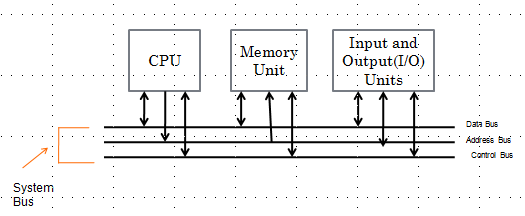 CPU
Memory
Unit
Input and
Output(I/O)
Units
Data Bus
Address Bus
Control Bus
System
Bus